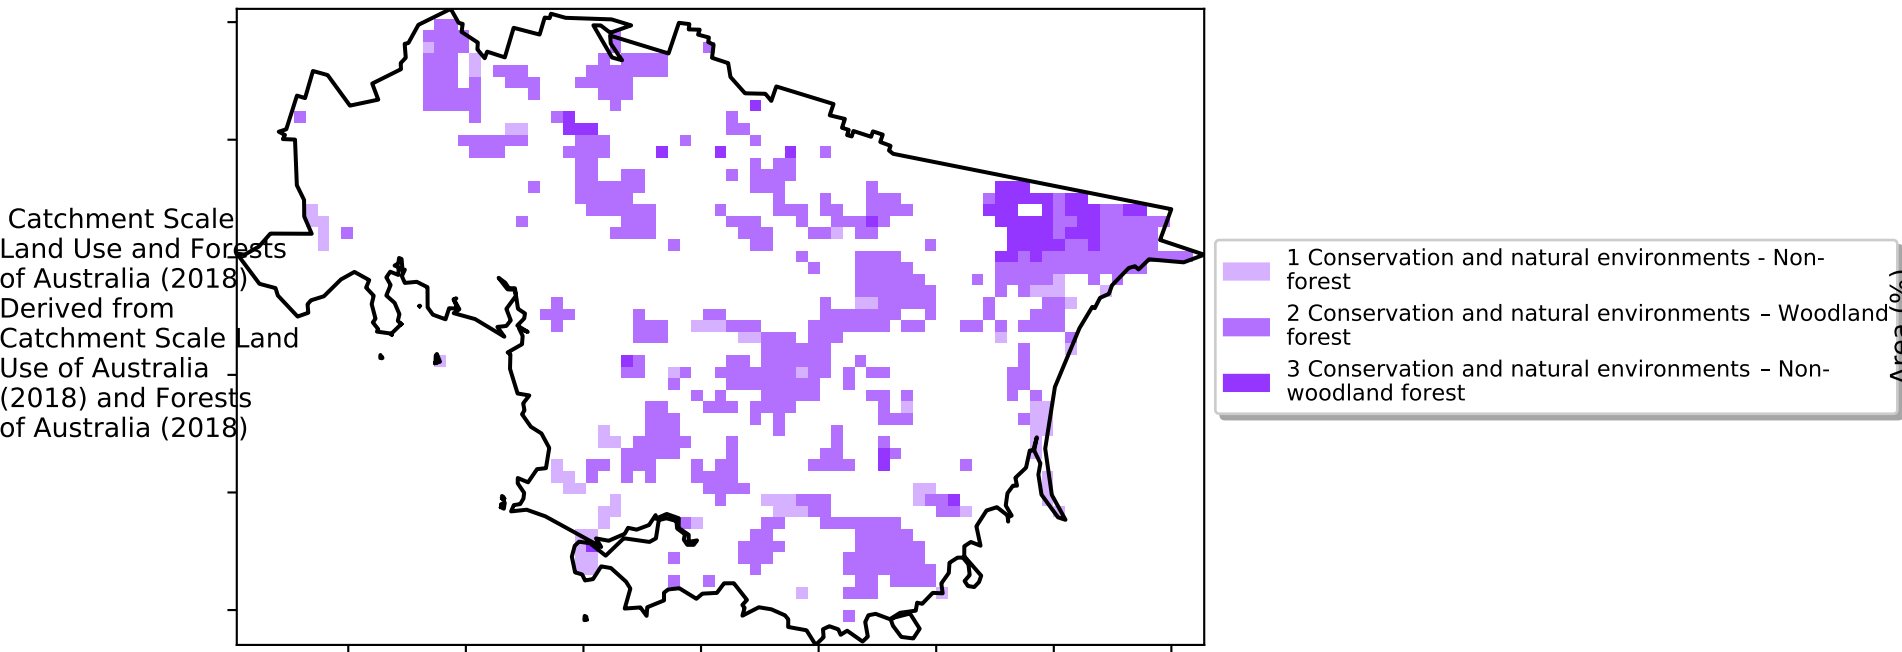 Catchment Scale
Land Use and Forests
of Australia (2018)
Derived from
Catchment Scale Land
Use of Australia
(2018) and Forests
of Australia (2018)
1 Conservation and natural environments - Non-
forest
2 Conservation and natural environments – Woodland
forest
3 Conservation and natural environments – Non-
woodland forest
Area (%)